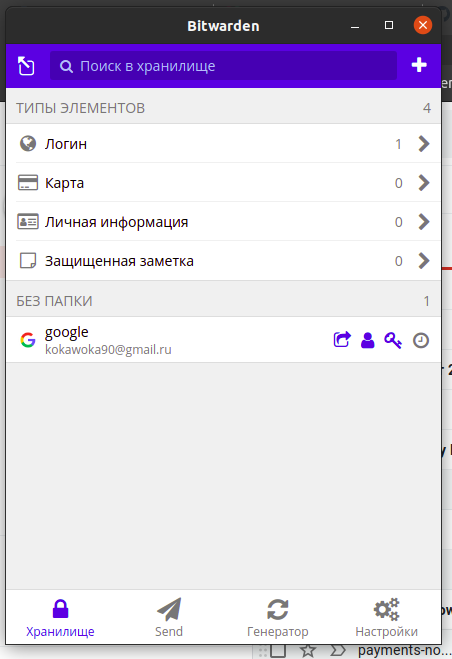 Bitwarden
Поиск в хранилище
ТИПЫ ЭЛЕМЕНТОВ 4
Логин 1
Карта 0
Личная информация 0
Защищенная заметка 0
БЕЗ ПАПКИ 1
google
kokawoka90@gmail.ru
Хранилище Send Генератор Настройки
payments-no...